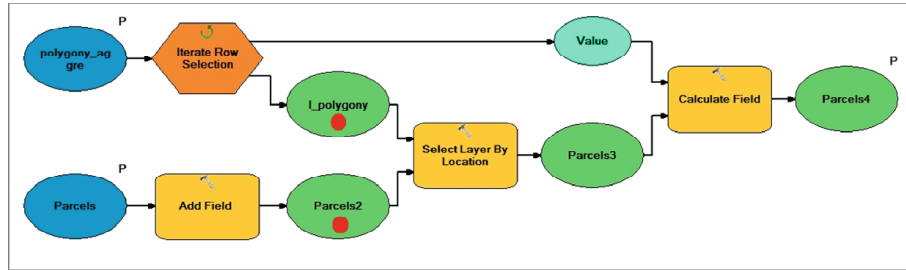 P
polygony_ag
gre
Iterate Row
Selection
Value
I_polygony
P
Calculate Field
Parcels4
Select Layer By
Location
Parcels3
P
Parcels
Add Field
Parcels2